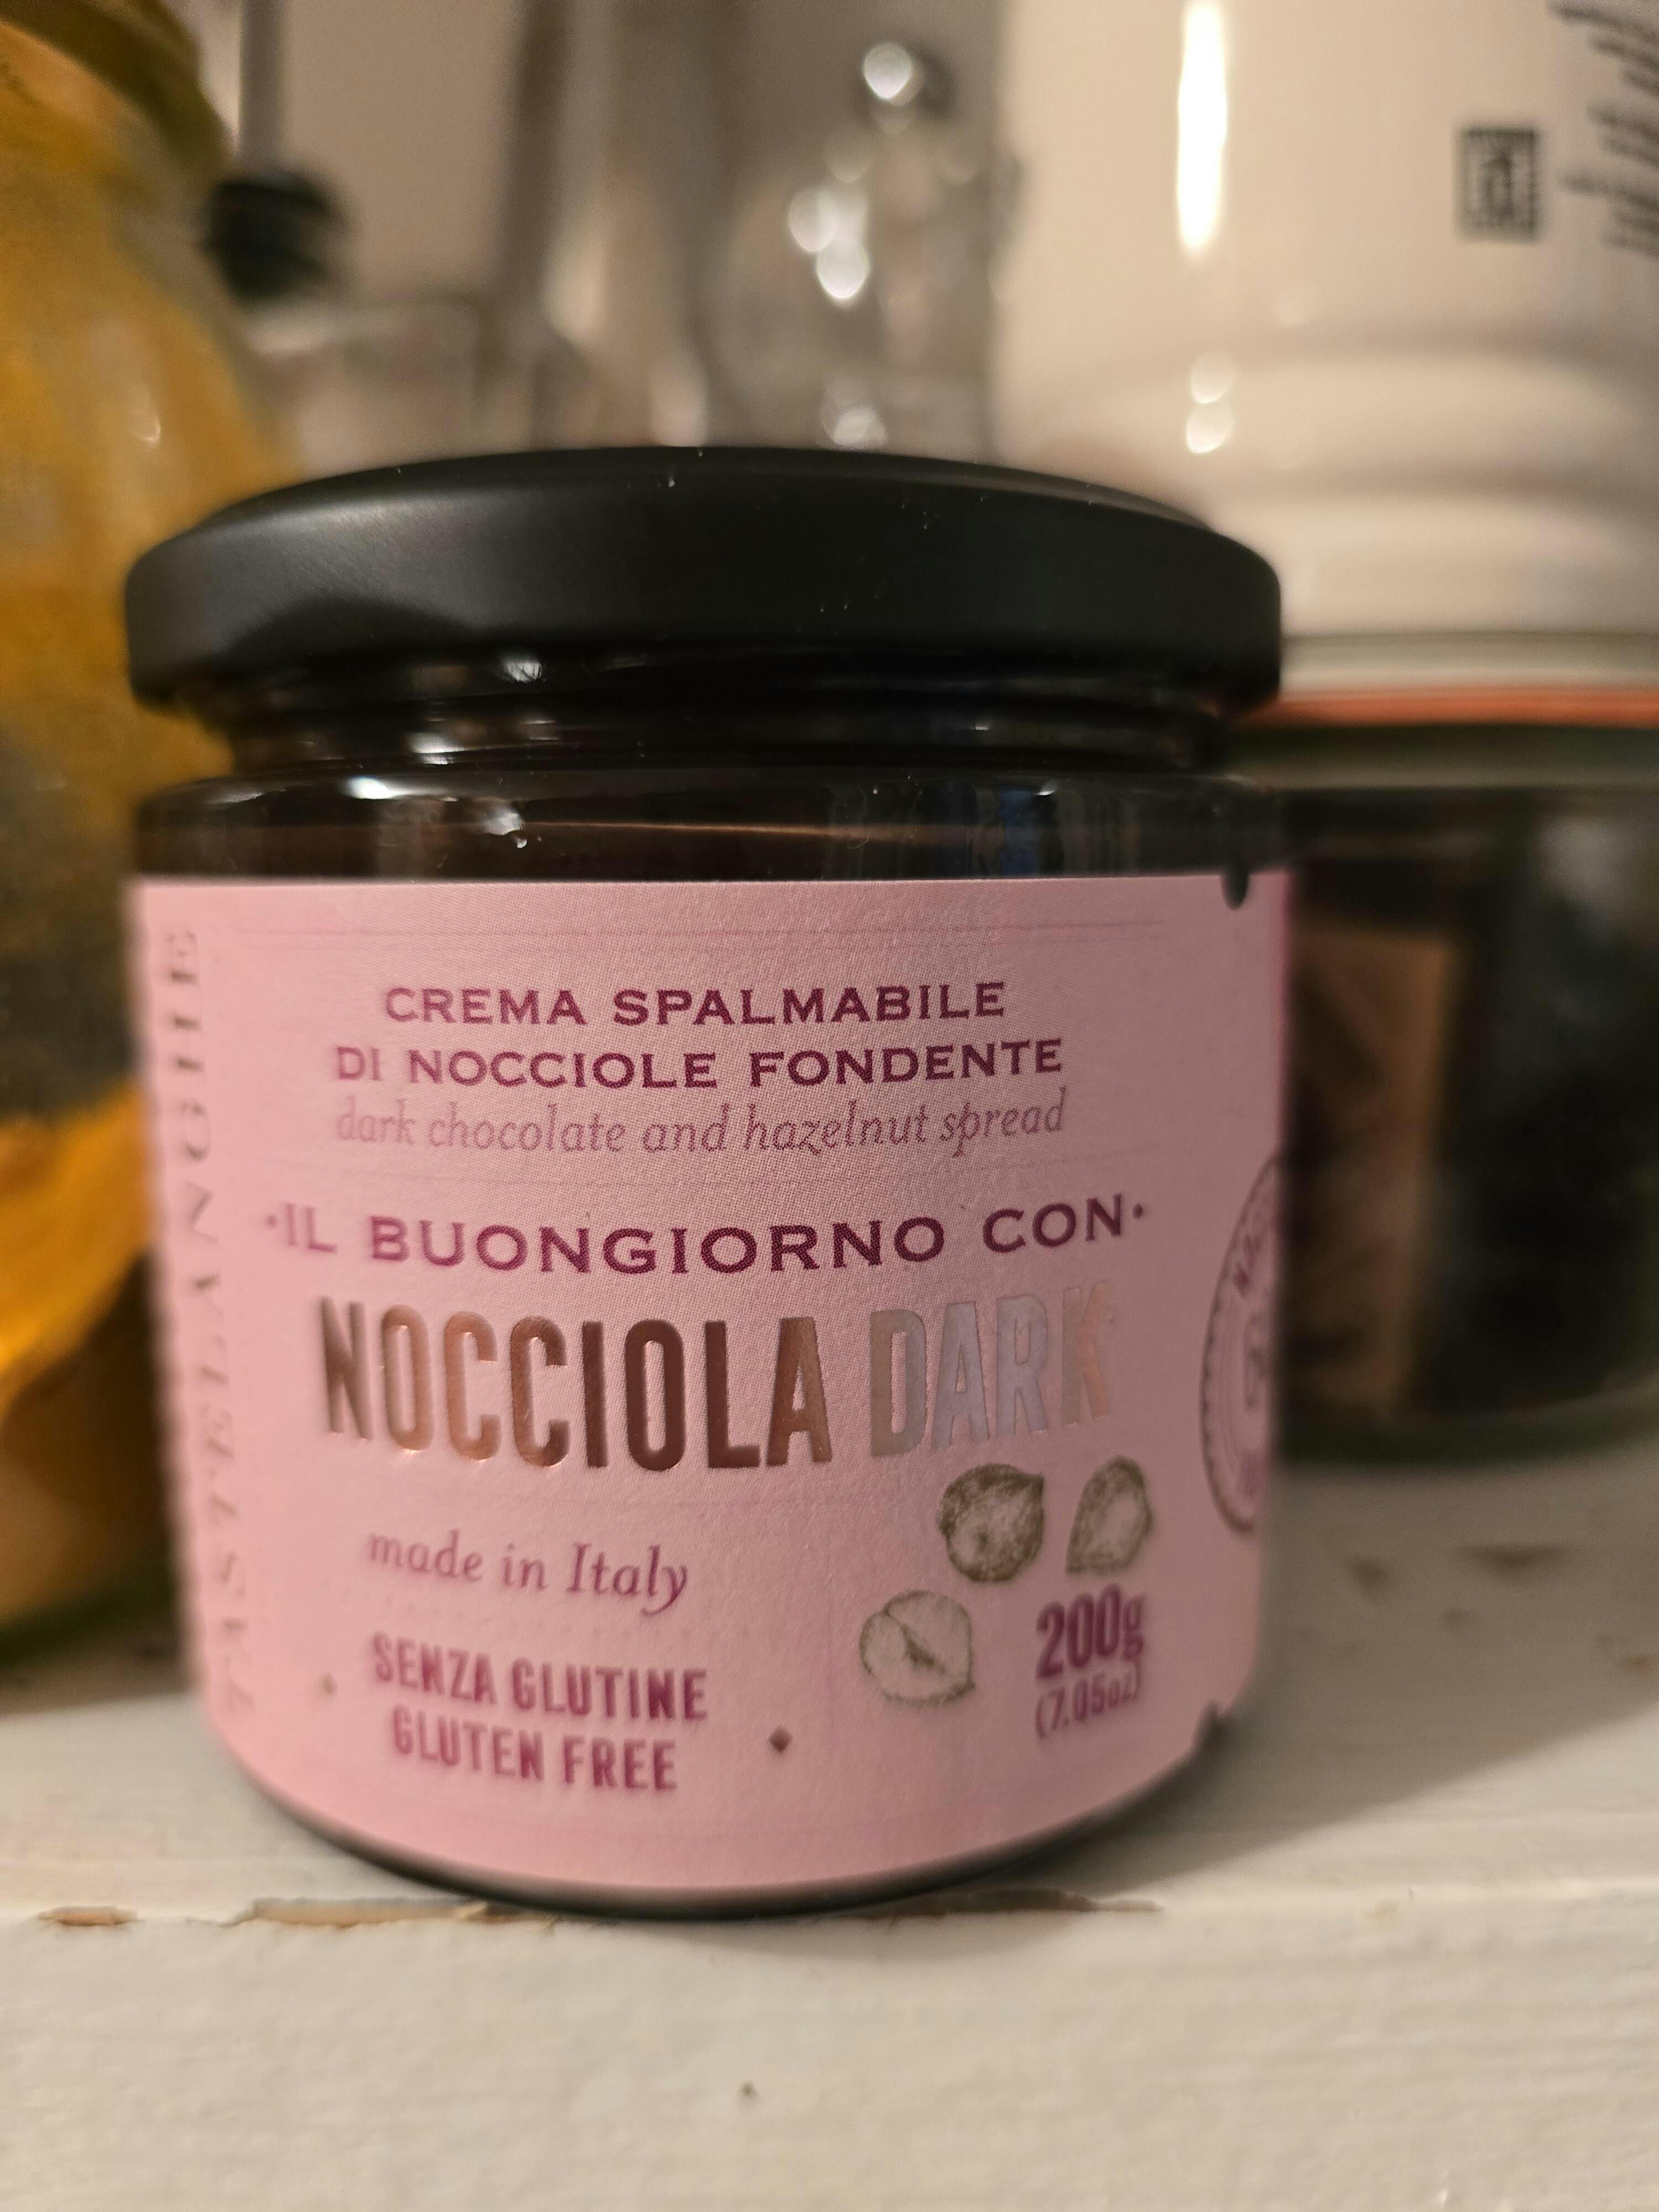 CREMA SPALMABILE
DI NOCCIOLE FONDENTE
dark chocolate and hazelnut spread
·IL BUONGIORNO CON·
NOCCIOLA DARK
made in Italy
SENZA GLUTINE
GLUTEN FREE
200g
(7.05oz)